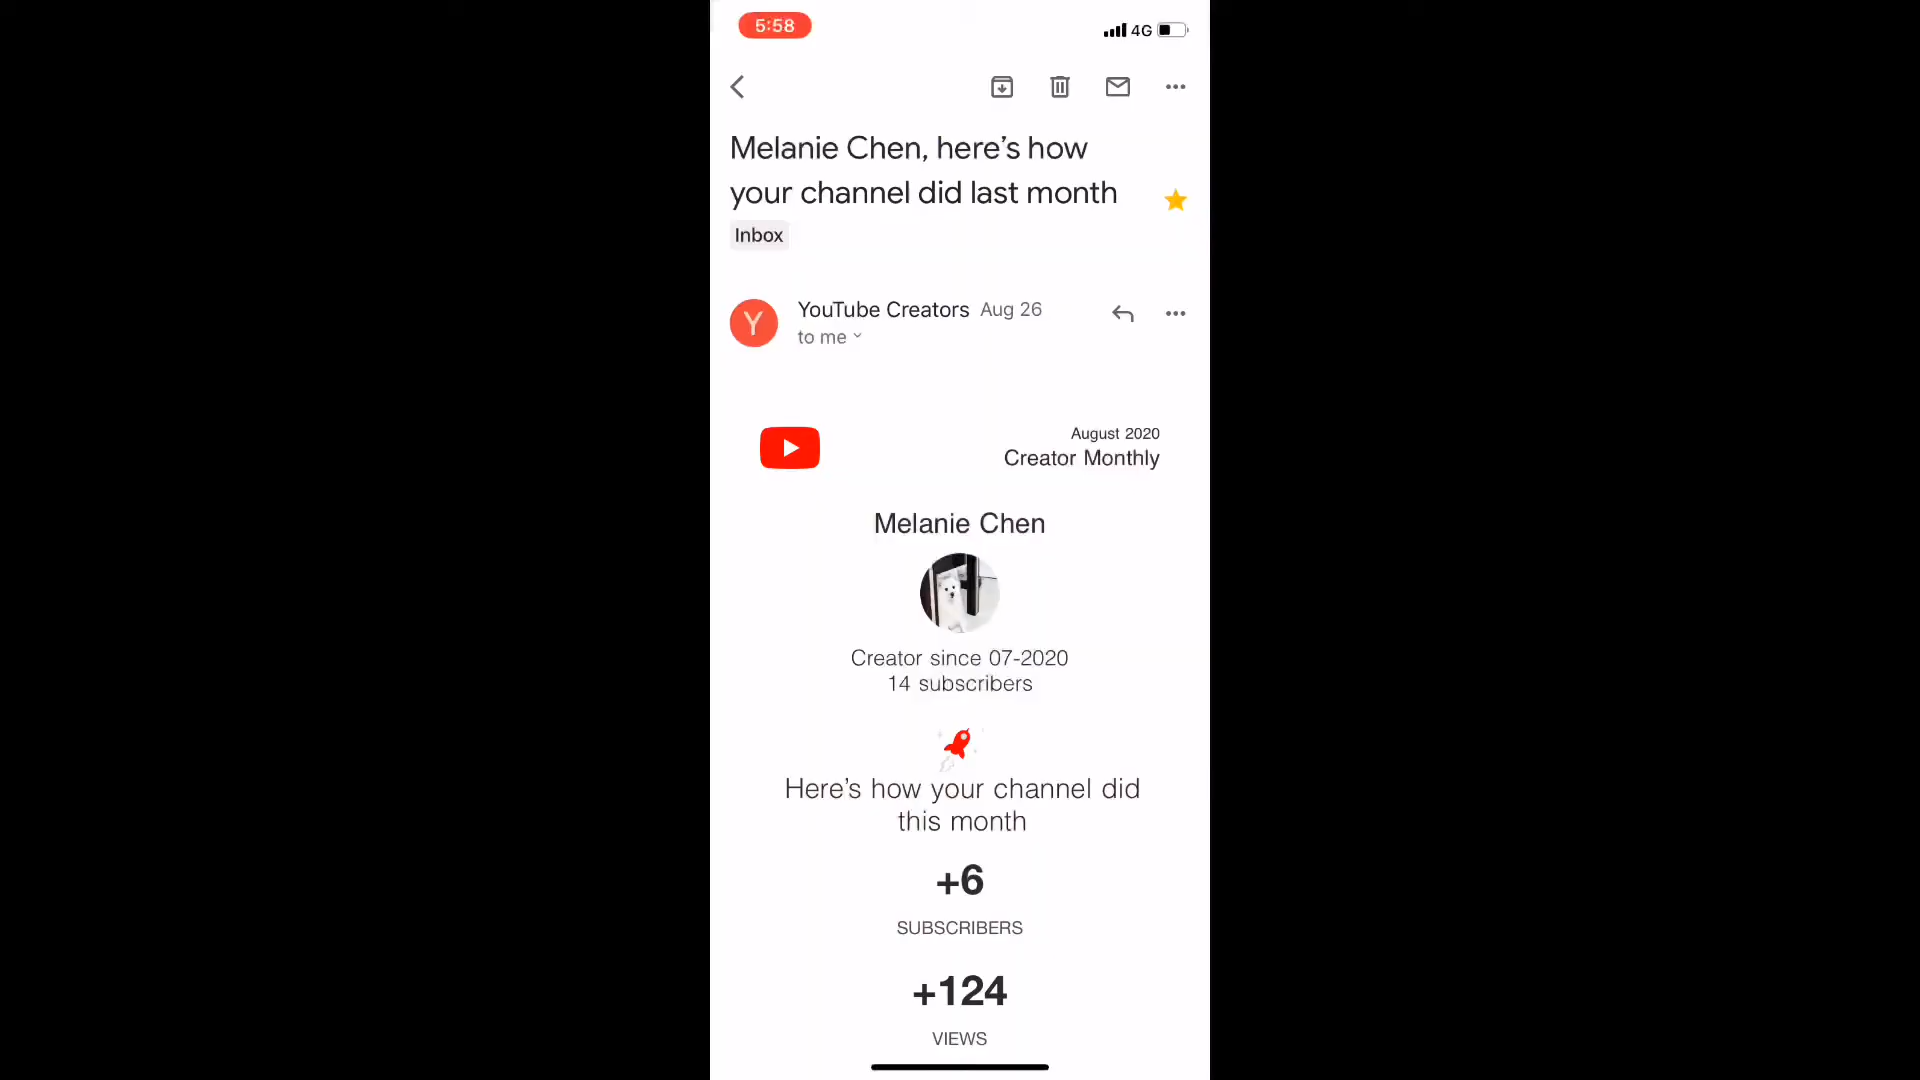 5:58
4G
Melanie Chen, here's how
your channel did last month
Inbox
Y
YouTube Creators Aug 26
to me
August 2020
Creator Monthly
Melanie Chen
Creator since 07-2020
14 subscribers
Here's how your channel did
this month
+6
SUBSCRIBERS
+124
VIEWS